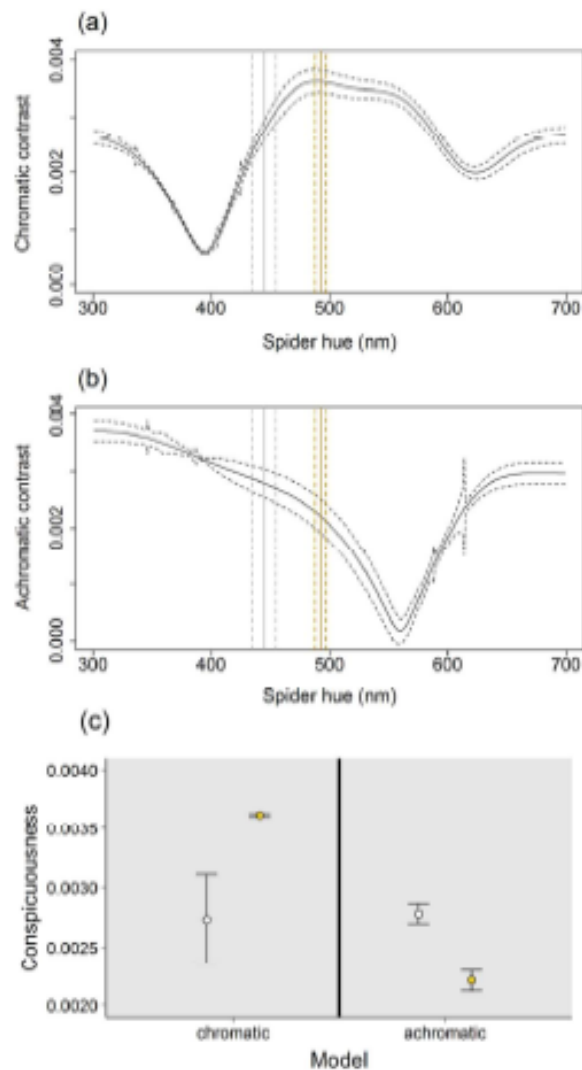 (a)
Chromatic contrast
0.004
0.002
0.000
300 400 500 600 700
Spider hue (nm)
(b)
Achromatic contrast
0.004
0.002
0.000
300 400 500 600 700
Spider hue (nm)
(c)
Conspicuousness
0.0040
0.0035
0.0030
0.0025
0.0020
chromatic achromatic
Model